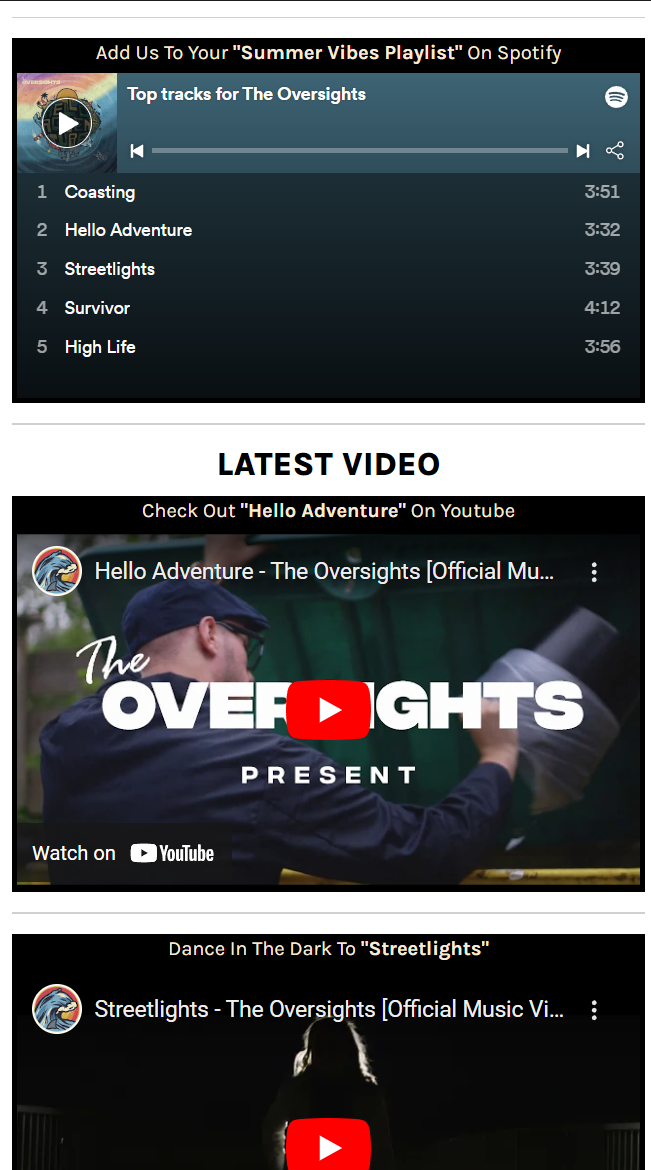 Add Us To Your "Summer Vibes Playlist" On Spotify
Top tracks for The Oversights
1 Coasting 3:51
2 Hello Adventure 3:32
3 Streetlights 3:39
4 Survivor 4:12
5 High Life 3:56
LATEST VIDEO
Check Out "Hello Adventure" On Youtube
Hello Adventure - The Oversights [Official Mu...
The
OVERSIGHTS
PRESENT
Watch on YouTube
Dance In The Dark To "Streetlights"
Streetlights - The Oversights [Official Music Vi...